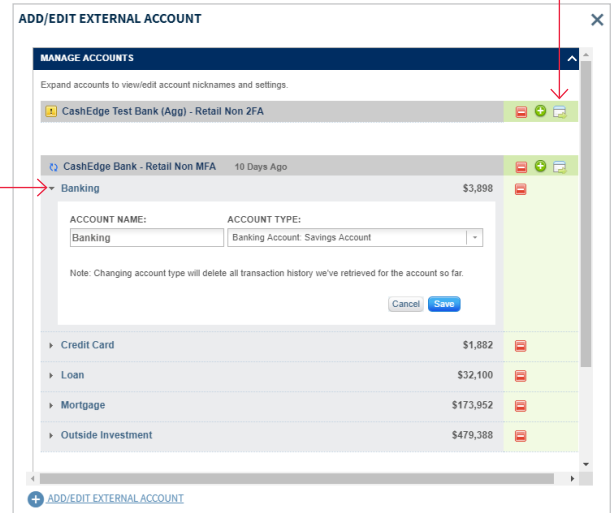 ADD/EDIT EXTERNAL ACCOUNT
MANAGE ACCOUNTS
Expand accounts to view/edit account nicknames and settings.
CashEdge Test Bank (Agg) - Retail Non 2FA
CashEdge Bank - Retail Non MFA 10 Days Ago
Banking $3,898
ACCOUNT NAME: ACCOUNT TYPE:
Banking Banking Account: Savings Account
Note: Changing account type will delete all transaction history we've retrieved for the account so far.
Cancel Save
Credit Card $1,882
Loan $32,100
Mortgage $173,952
Outside Investment $479,388
ADD/EDIT EXTERNAL ACCOUNT